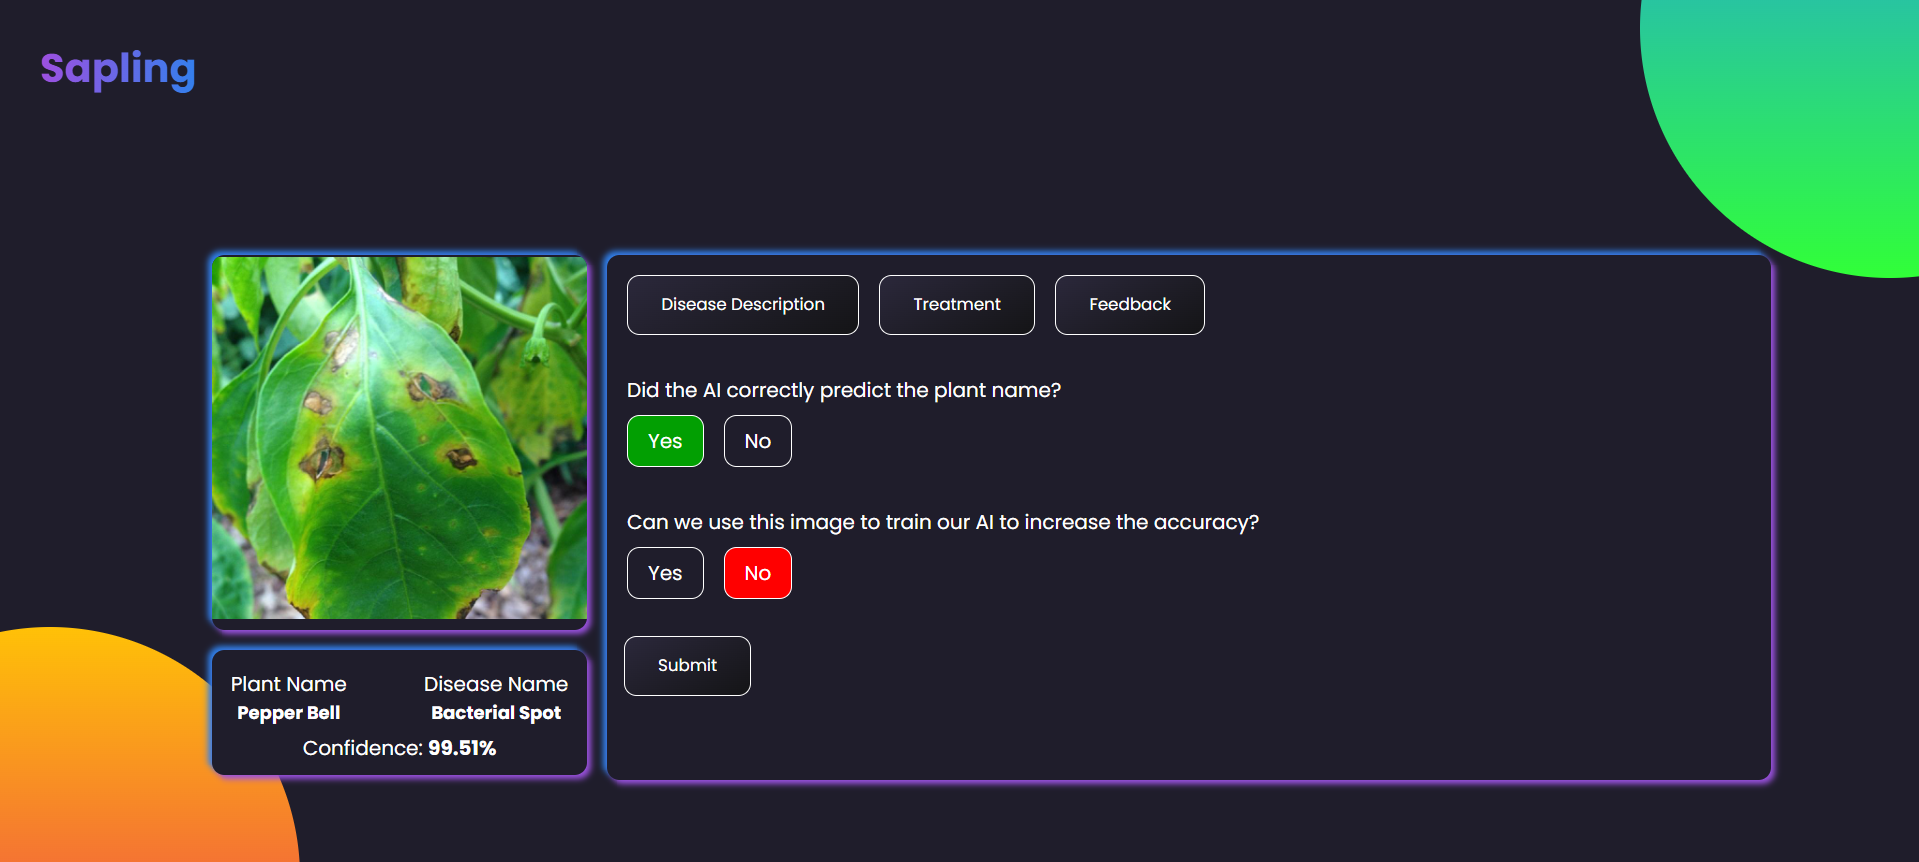 Sapling
Disease Description
Treatment
Feedback
Did the AI correctly predict the plant name?
Yes
No
Can we use this image to train our AI to increase the accuracy?
Yes
No
Submit
Plant Name
Pepper Bell
Disease Name
Bacterial Spot
Confidence: 99.51%